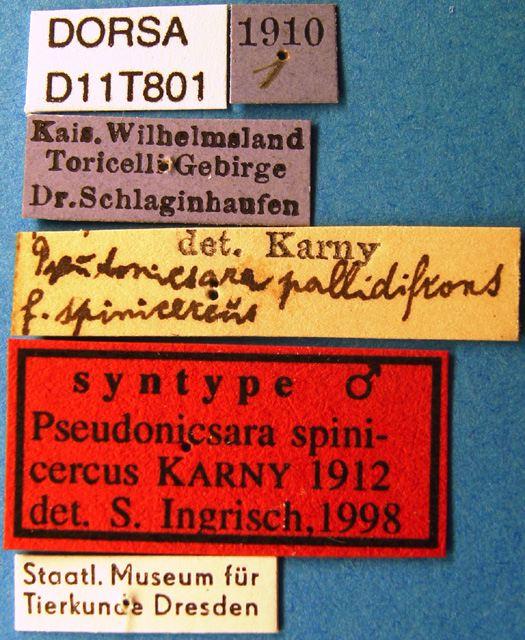 DORSA
D11T801
1910
1
Kais. Wilhelmsland
Toricelli Gebirge
Dr. Schlaginhaufen
det. Karny
Pseudonicsara pallidifrons
f. spinicercus
syntype ♂
Pseudonicsara spini-
cercus KARNY 1912
det. S. Ingrisch, 1998
Staatl. Museum für
Tierkunde Dresden